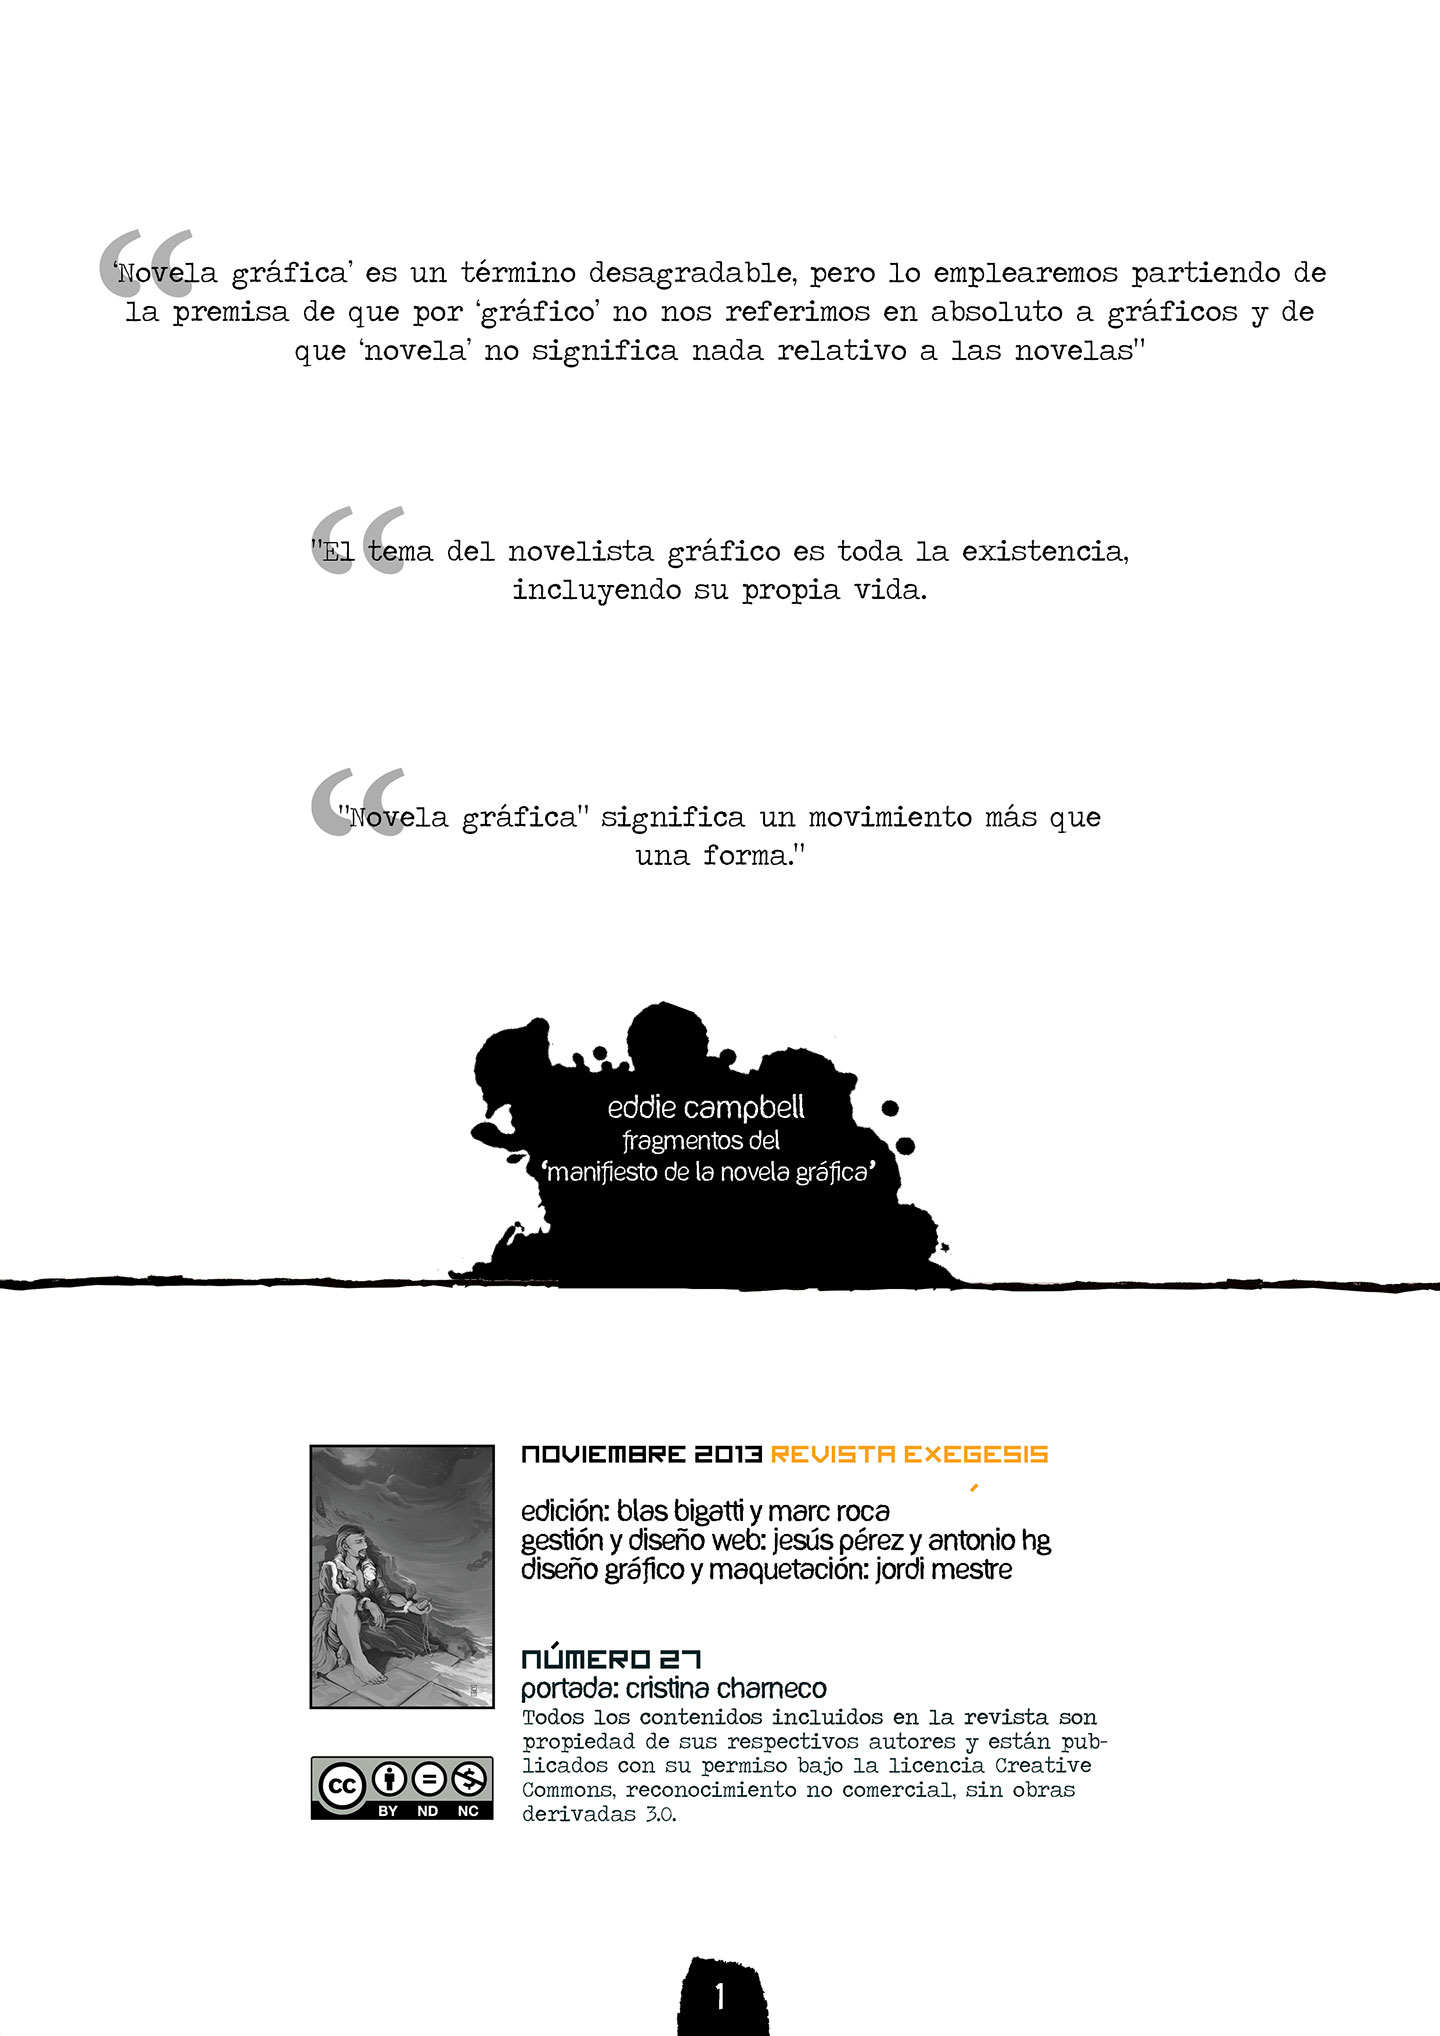 ‘Novela gráfica’ es un término desagradable, pero lo emplearemos partiendo de
la premisa de que por ‘gráfico’ no nos referimos en absoluto a gráficos y de
que ‘novela’ no significa nada relativo a las novelas"
"El tema del novelista gráfico es toda la existencia,
incluyendo su propia vida.
"Novela gráfica" significa un movimiento más que
una forma."
eddie campbell
fragmentos del
‘manifiesto de la novela gráfica’
NOVIEMBRE 2013 REVISTA EXEGESIS
edición: blas bigatti y marc roca
gestión y diseño web: jesús pérez y antonio hg
diseño gráfico y maquetación: jordi mestre
NÚMERO 27
portada: cristina charneco
Todos los contenidos incluidos en la revista son
propiedad de sus respectivos autores y están pub-
licados con su permiso bajo la licencia Creative
Commons, reconocimiento no comercial, sin obras
derivadas 3.0.
cc BY ND NC
1